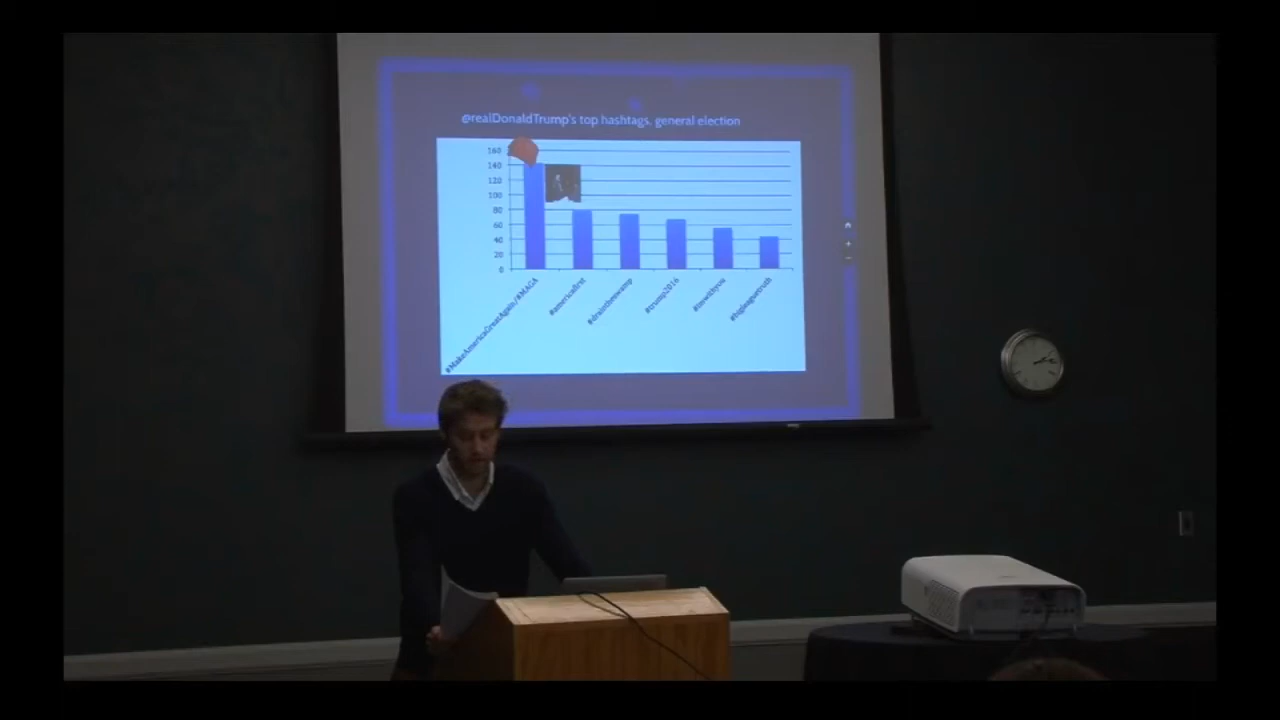 @realDonaldTrump's top hashtags, general election
160
140
120
100
80
60
40
20
0
#MakeAmericaGreatAgain/#MAGA
#americafirst
#draintheswamp
#trump2016
#imwithyou
#bigleaguetruth